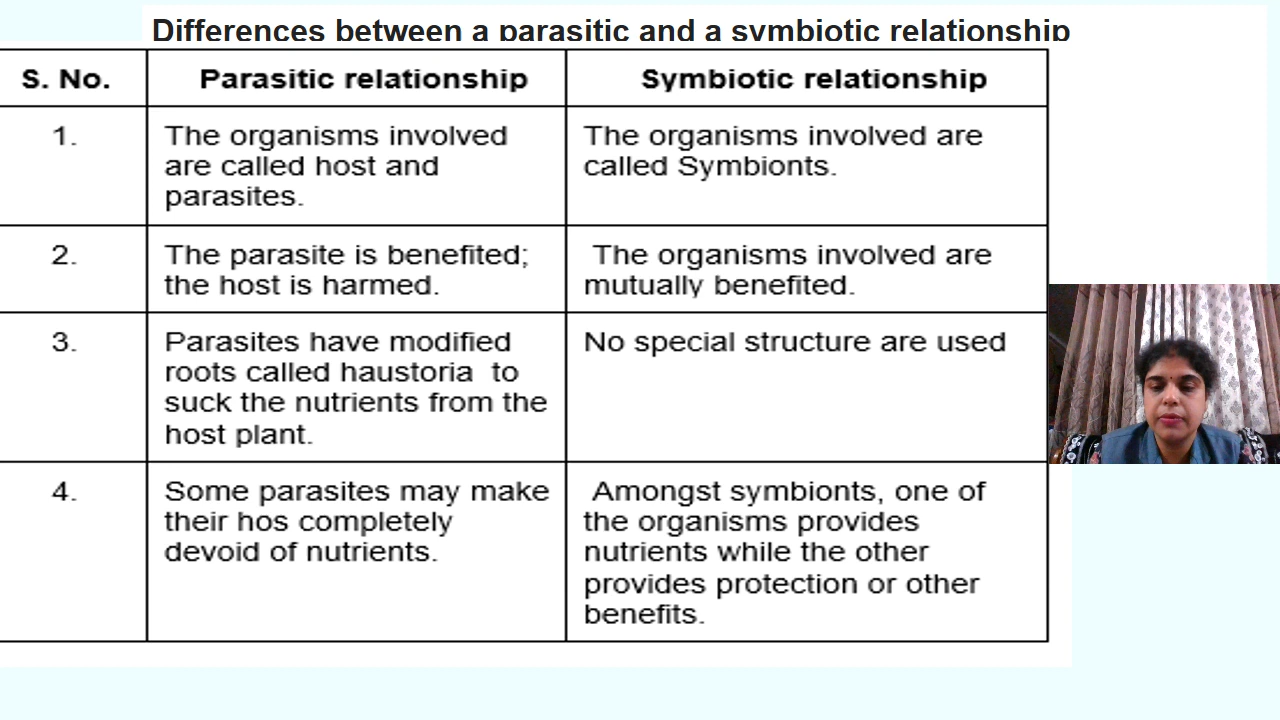 Differences between a parasitic and a symbiotic relationship
S. No. Parasitic relationship Symbiotic relationship
1.
The organisms involved
are called host and
parasites.
The organisms involved are
called Symbionts.
2.
The parasite is benefited;
the host is harmed.
The organisms involved are
mutually benefited.
3.
Parasites have modified
roots called haustoria to
suck the nutrients from the
host plant.
No special structure are used
4.
Some parasites may make
their hos completely
devoid of nutrients.
Amongst symbionts, one of
the organisms provides
nutrients while the other
provides protection or other
benefits.